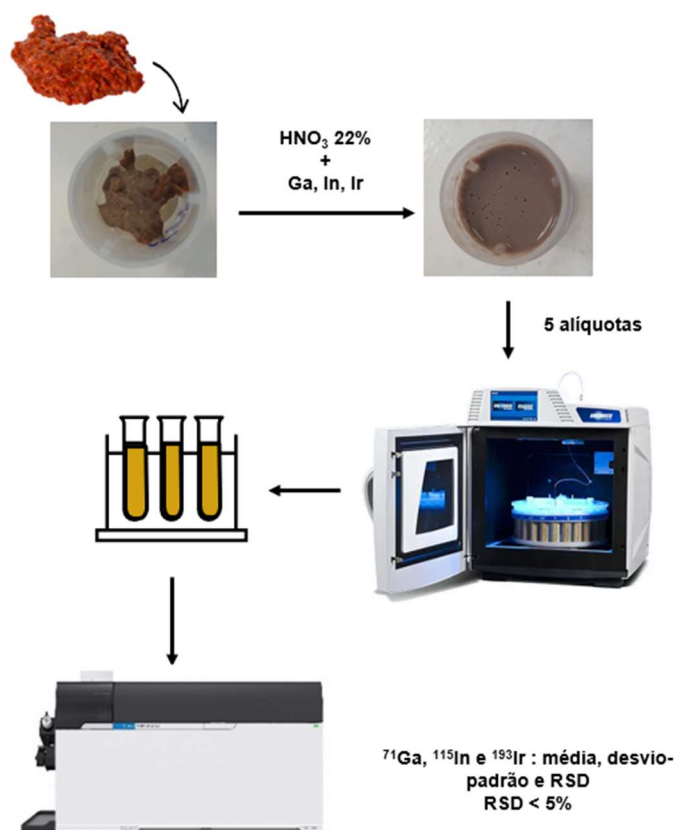 HNO₃ 22%
+
Ga, In, Ir
5 alíquotas
⁷¹Ga, ¹¹⁵In e ¹⁹³Ir : média, desvio-
padrão e RSD
RSD < 5%